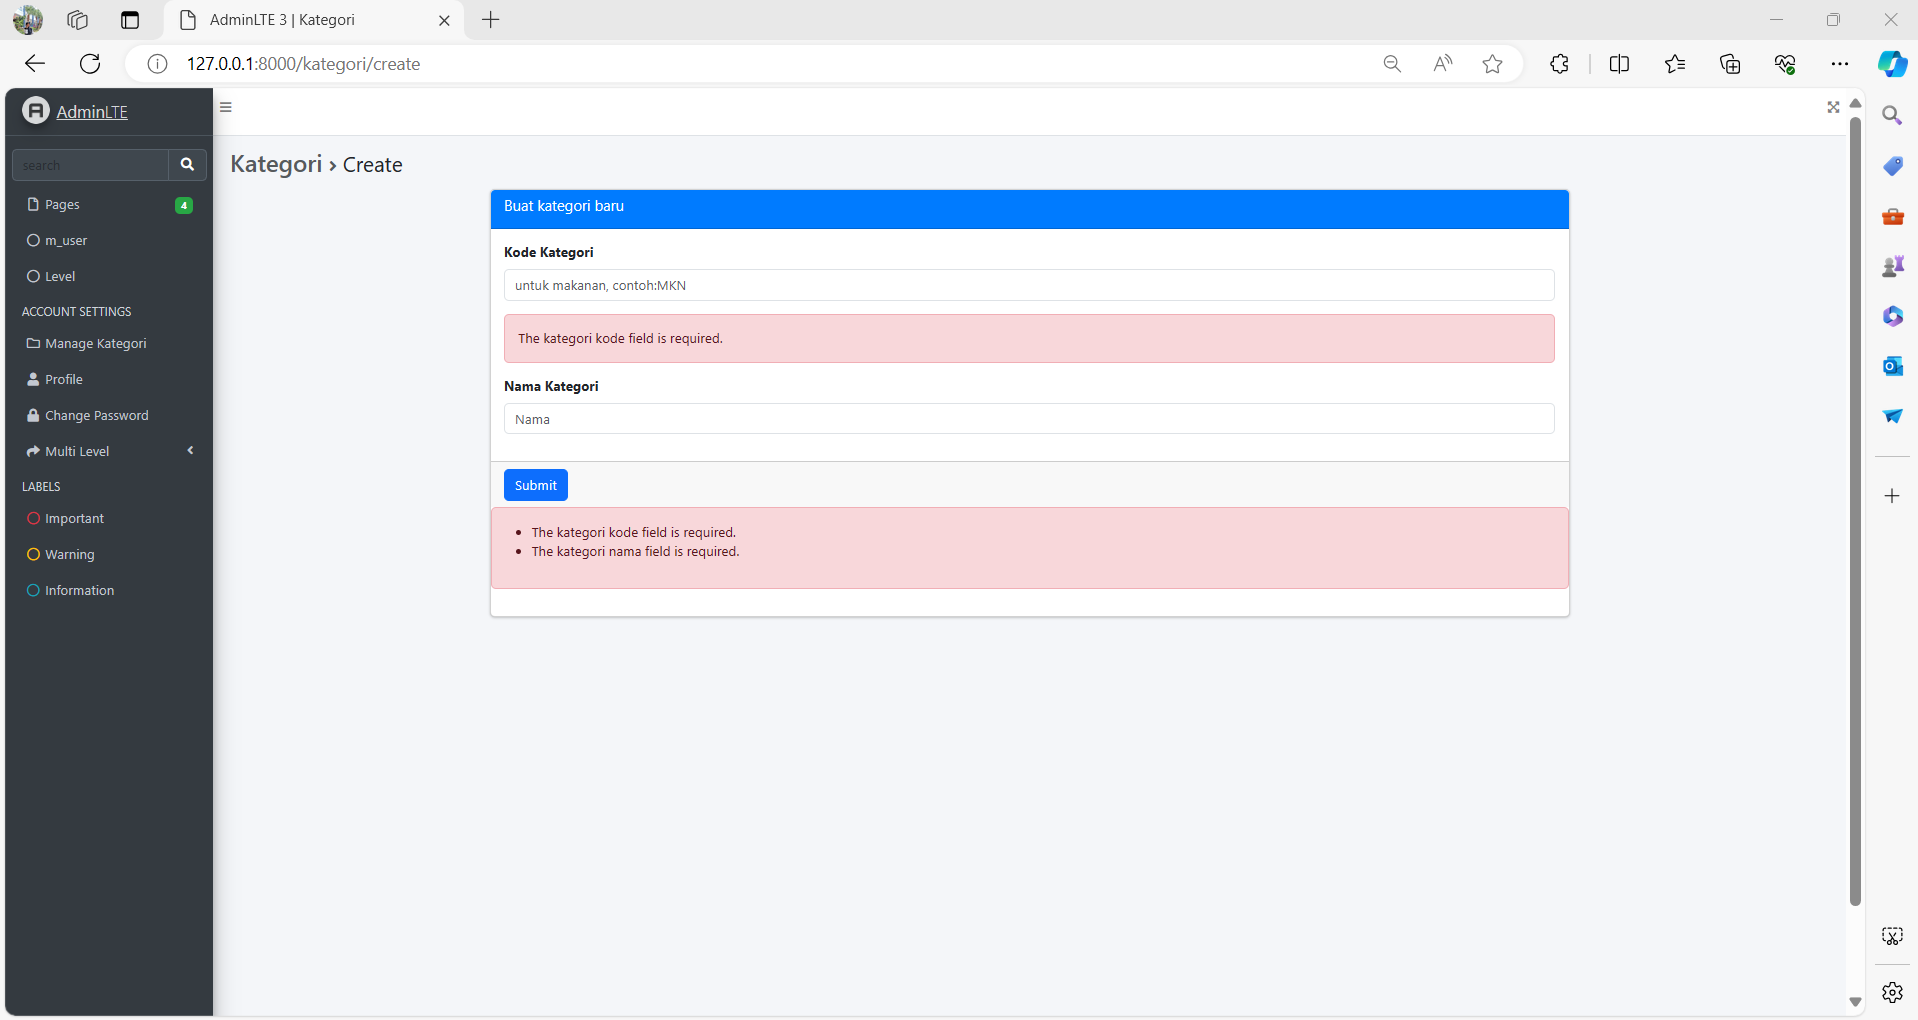 AdminLTE 3 | Kategori
127.0.0.1:8000/kategori/create
AdminLTE
search
Pages 4
m_user
Level
ACCOUNT SETTINGS
Manage Kategori
Profile
Change Password
Multi Level
LABELS
Important
Warning
Information
Kategori › Create
Buat kategori baru
Kode Kategori
untuk makanan, contoh:MKN
The kategori kode field is required.
Nama Kategori
Nama
Submit
• The kategori kode field is required.
• The kategori nama field is required.